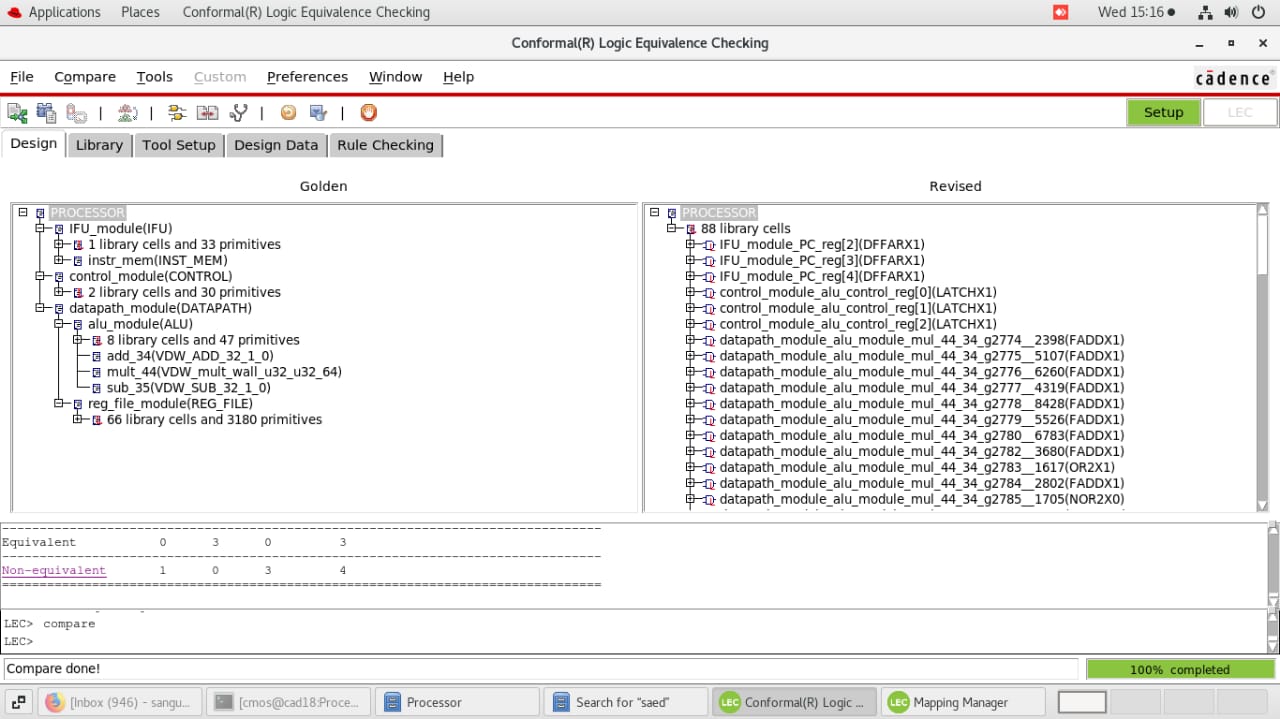 Applications Places Conformal(R) Logic Equivalence Checking Wed 15:16
Conformal(R) Logic Equivalence Checking
File Compare Tools Custom Preferences Window Help cādence
Setup LEC
Design Library Tool Setup Design Data Rule Checking
Golden Revised
PROCESSOR
IFU_module(IFU)
1 library cells and 33 primitives
instr_mem(INST_MEM)
control_module(CONTROL)
2 library cells and 30 primitives
datapath_module(DATAPATH)
alu_module(ALU)
8 library cells and 47 primitives
add_34(VDW_ADD_32_1_0)
mult_44(VDW_mult_wall_u32_u32_64)
sub_35(VDW_SUB_32_1_0)
reg_file_module(REG_FILE)
66 library cells and 3180 primitives
PROCESSOR
88 library cells
IFU_module_PC_reg[2](DFFARX1)
IFU_module_PC_reg[3](DFFARX1)
IFU_module_PC_reg[4](DFFARX1)
control_module_alu_control_reg[0](LATCHX1)
control_module_alu_control_reg[1](LATCHX1)
control_module_alu_control_reg[2](LATCHX1)
datapath_module_alu_module_mul_44_34_g2774__2398(FADDX1)
datapath_module_alu_module_mul_44_34_g2775__5107(FADDX1)
datapath_module_alu_module_mul_44_34_g2776__6260(FADDX1)
datapath_module_alu_module_mul_44_34_g2777__4319(FADDX1)
datapath_module_alu_module_mul_44_34_g2778__8428(FADDX1)
datapath_module_alu_module_mul_44_34_g2779__5526(FADDX1)
datapath_module_alu_module_mul_44_34_g2780__6783(FADDX1)
datapath_module_alu_module_mul_44_34_g2782__3680(FADDX1)
datapath_module_alu_module_mul_44_34_g2783__1617(OR2X1)
datapath_module_alu_module_mul_44_34_g2784__2802(FADDX1)
datapath_module_alu_module_mul_44_34_g2785__1705(NOR2X0)
Equivalent 0 3 0 3
Non-equivalent 1 0 3 4
LEC> compare
LEC>
Compare done! 100% completed
[Inbox (946) - sangu... [cmos@cad18:Proce... Processor Search for “saed” LEC Conformal(R) Logic ... LEC Mapping Manager